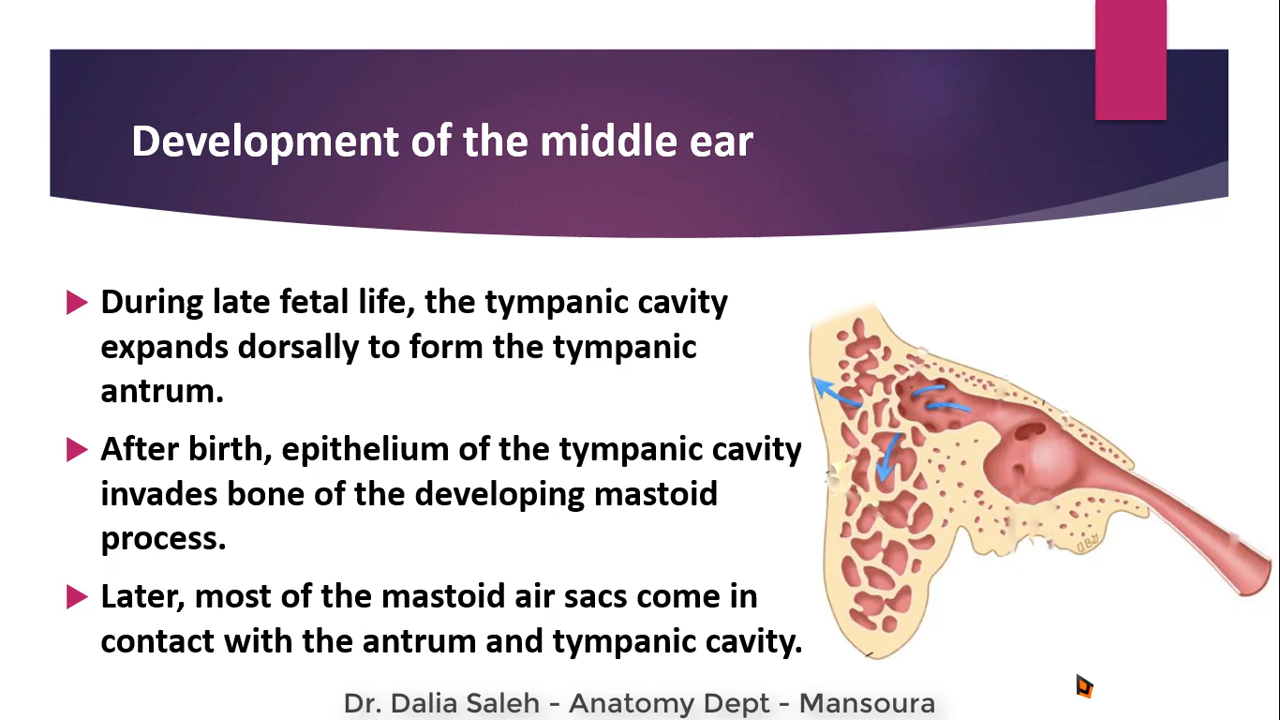 Development of the middle ear
During late fetal life, the tympanic cavity
expands dorsally to form the tympanic
antrum.
After birth, epithelium of the tympanic cavity
invades bone of the developing mastoid
process.
Later, most of the mastoid air sacs come in
contact with the antrum and tympanic cavity.
Dr. Dalia Saleh - Anatomy Dept - Mansoura